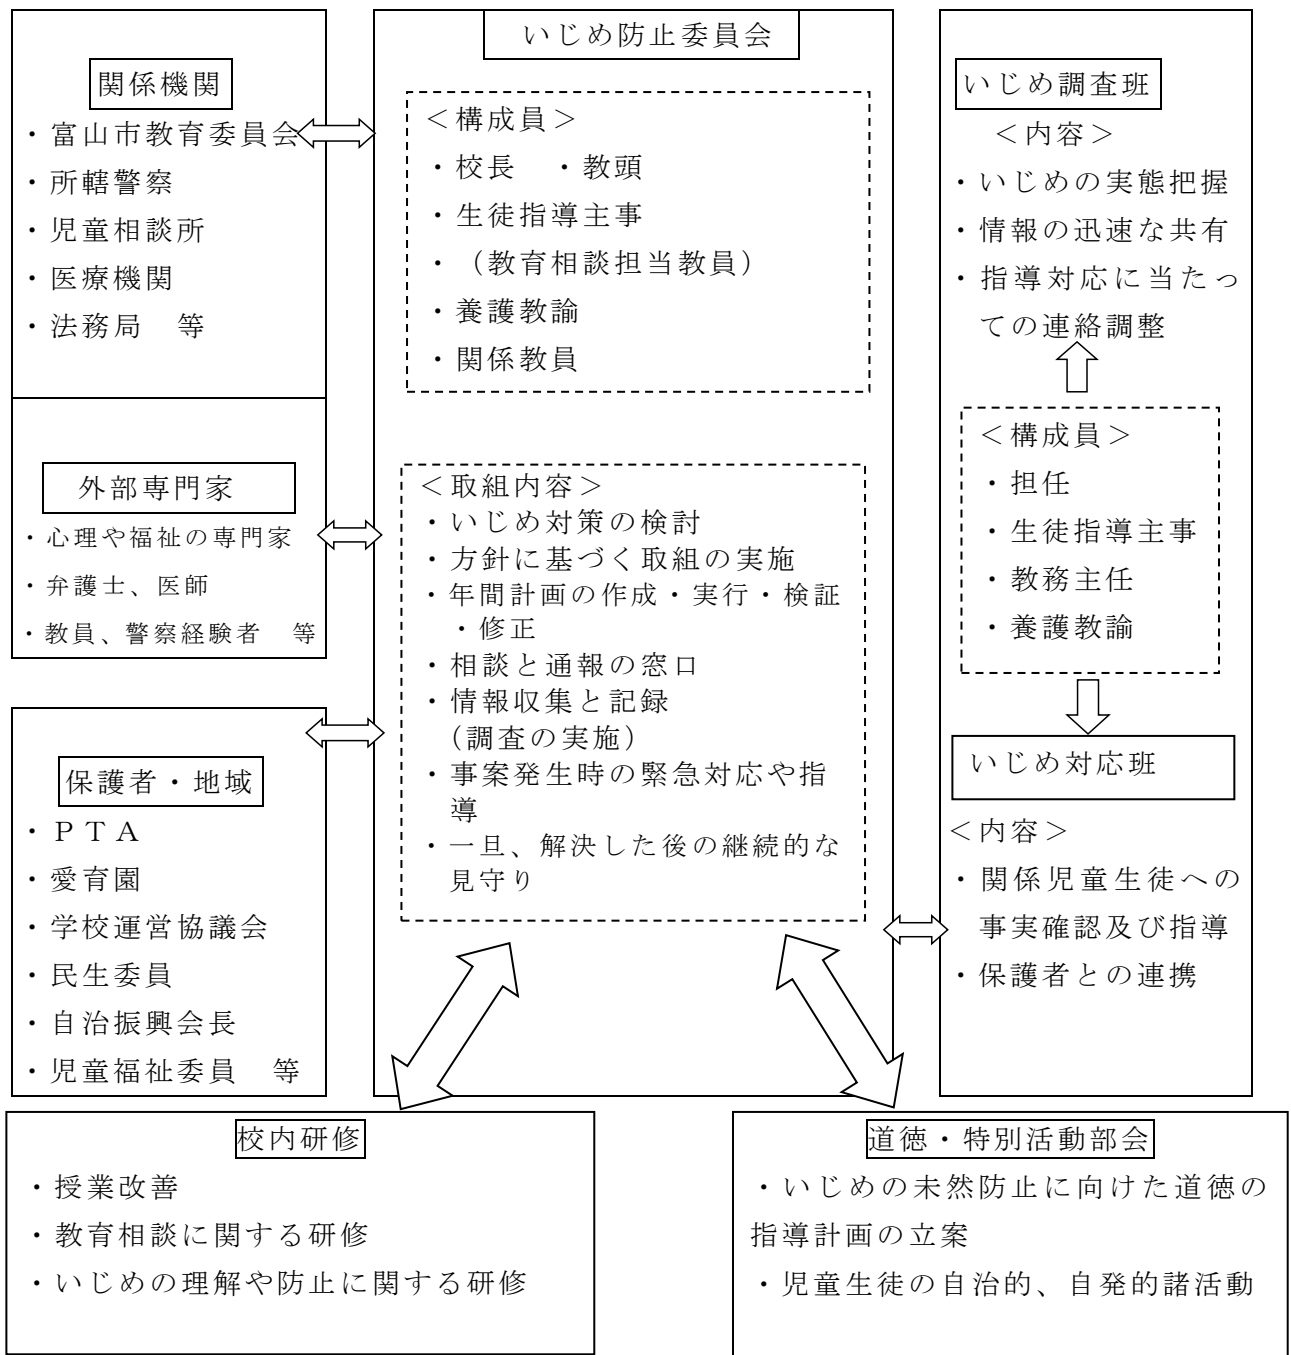 関係機関
・富山市教育委員会
・所轄警察
・児童相談所
・医療機関
・法務局　等
外部専門家
・心理や福祉の専門家
・弁護士、医師
・教員、警察経験者　等
保護者・地域
・ＰＴＡ
・愛育園
・学校運営協議会
・民生委員
・自治振興会長
・児童福祉委員　等
いじめ防止委員会
＜構成員＞
・校長　・教頭
・生徒指導主事
・（教育相談担当教員）
・養護教諭
・関係教員
＜取組内容＞
・いじめ対策の検討
・方針に基づく取組の実施
・年間計画の作成・実行・検証
・修正
・相談と通報の窓口
・情報収集と記録
（調査の実施）
・事案発生時の緊急対応や指
導
・一旦、解決した後の継続的な
見守り
いじめ調査班
＜内容＞
・いじめの実態把握
・情報の迅速な共有
・指導対応に当たっ
ての連絡調整
＜構成員＞
・担任
・生徒指導主事
・教務主任
・養護教諭
いじめ対応班
＜内容＞
・関係児童生徒への
事実確認及び指導
・保護者との連携
校内研修
・授業改善
・教育相談に関する研修
・いじめの理解や防止に関する研修
道徳・特別活動部会
・いじめの未然防止に向けた道徳の
指導計画の立案
・児童生徒の自治的、自発的諸活動